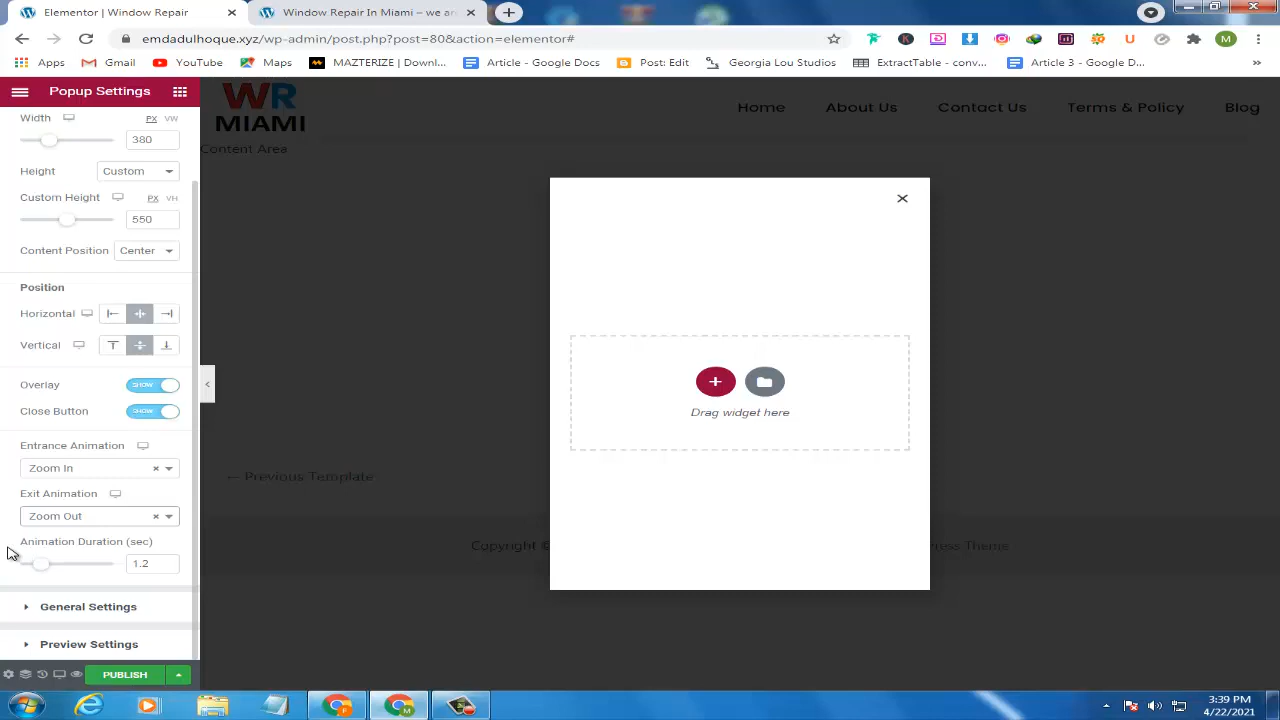 Elementor | Window Repair
Window Repair In Miami – we are
emdadulhoque.xyz/wp-admin/post.php?post=80&action=elementor#
M
Apps
Gmail
YouTube
Maps
MAZTERIZE | Downl...
Article - Google Docs
Post: Edit
Georgia Lou Studios
ExtractTable - conv...
Article 3 - Google D...
Popup Settings
WR
MIAMI
Home
About Us
Contact Us
Terms & Policy
Blog
Content Area
Width
PX VW
380
Height
Custom
Custom Height
PX VH
550
Content Position
Center
Position
Horizontal
Vertical
Overlay
SHOW
Close Button
SHOW
Entrance Animation
Zoom In
Exit Animation
Zoom Out
Animation Duration (sec)
1.2
General Settings
Preview Settings
PUBLISH
Drag widget here
← Previous Template
Copyright ©
Theme
3:39 PM
4/22/2021